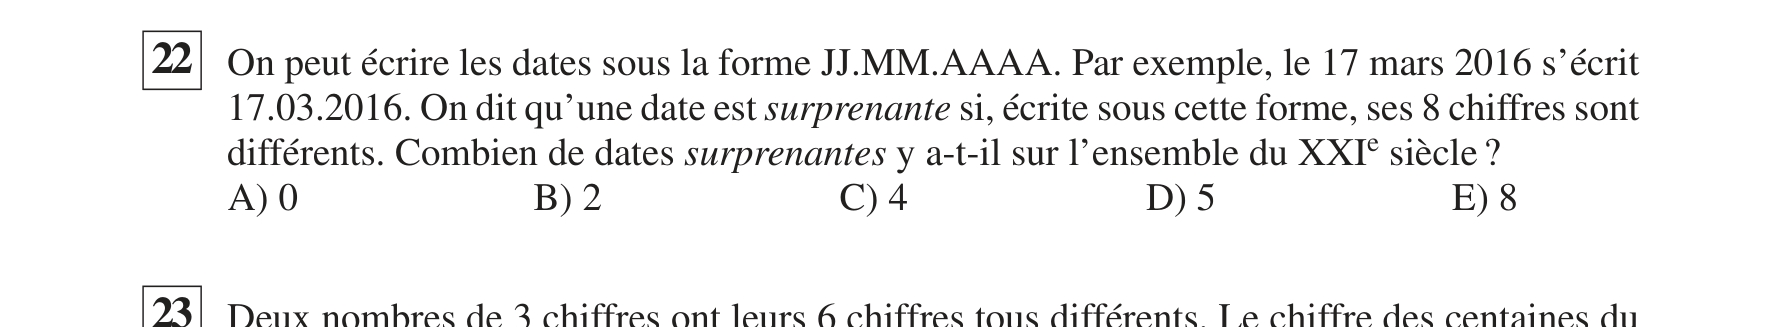 22 On peut écrire les dates sous la forme JJ.MM.AAAA. Par exemple, le 17 mars 2016 s’écrit
17.03.2016. On dit qu’une date est surprenante si, écrite sous cette forme, ses 8 chiffres sont
différents. Combien de dates surprenantes y a-t-il sur l’ensemble du XXIe siècle ?
A) 0 B) 2 C) 4 D) 5 E) 8
23 Deux nombres de 3 chiffres ont leurs 6 chiffres tous différents. Le chiffre des centaines du